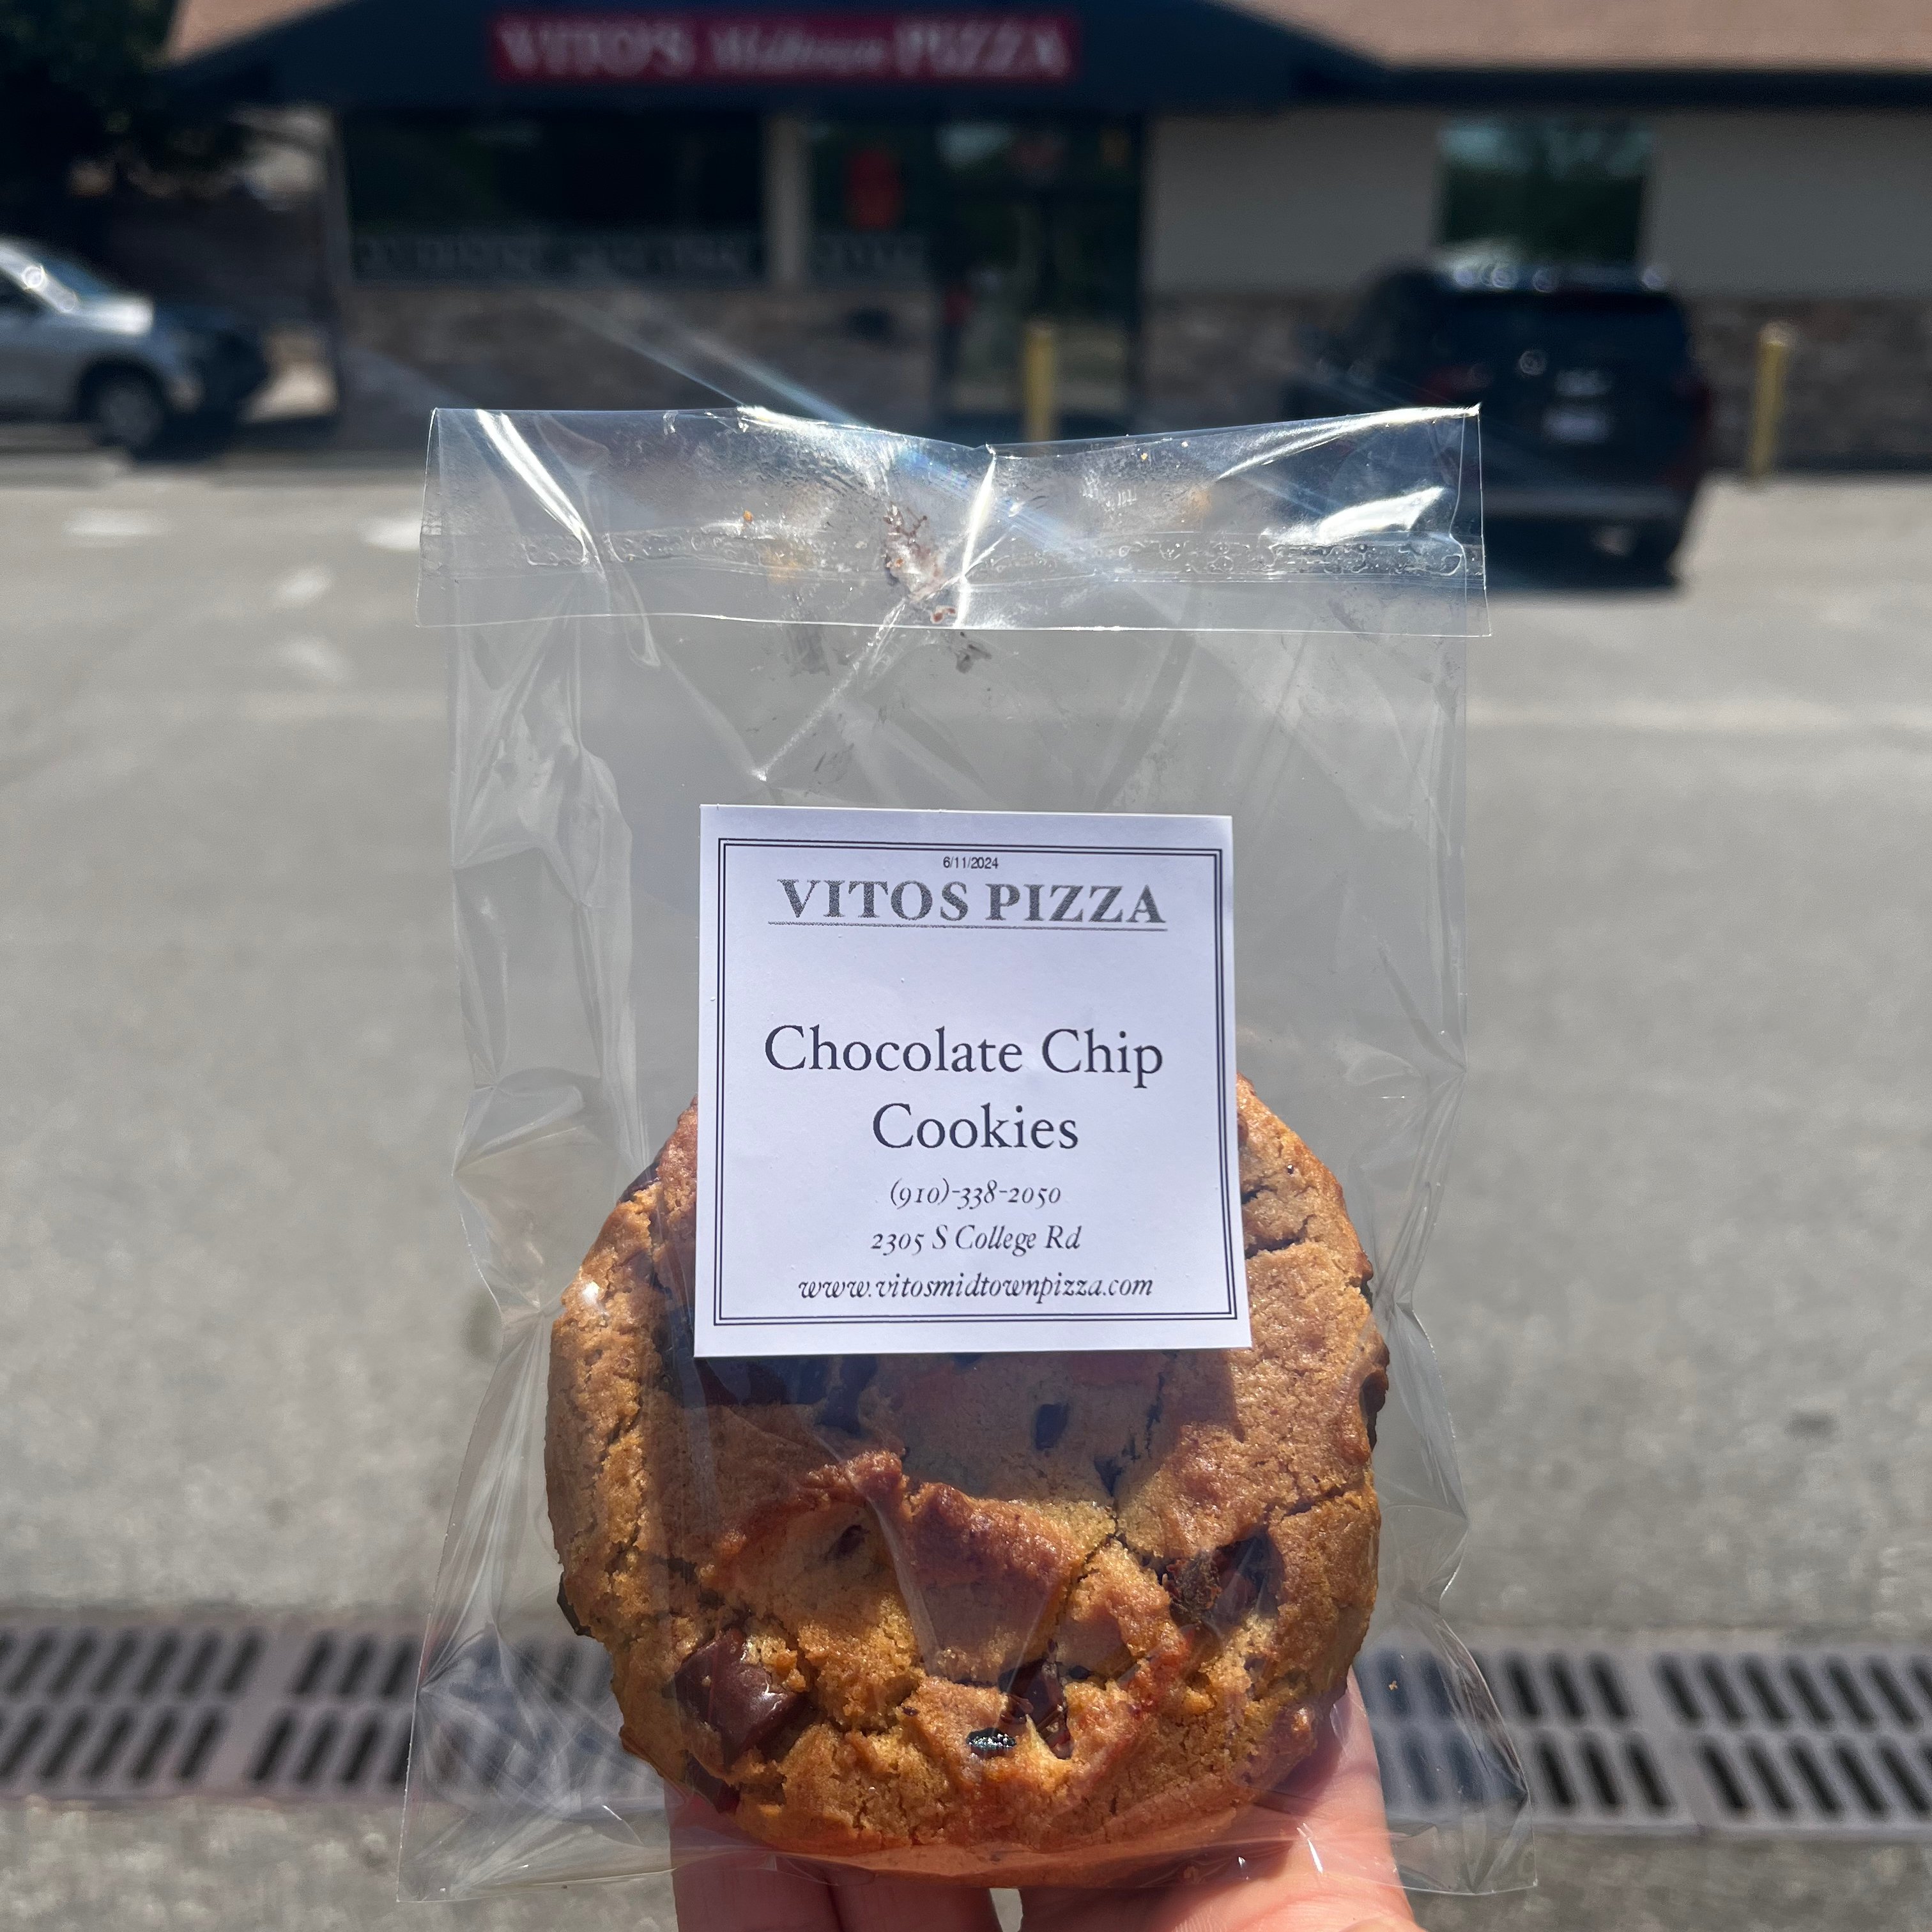 VITO'S Midtown PIZZA
6/11/2024
VITOS PIZZA
Chocolate Chip
Cookies
(910)-338-2050
2305 S College Rd
www.vitosmidtownpizza.com